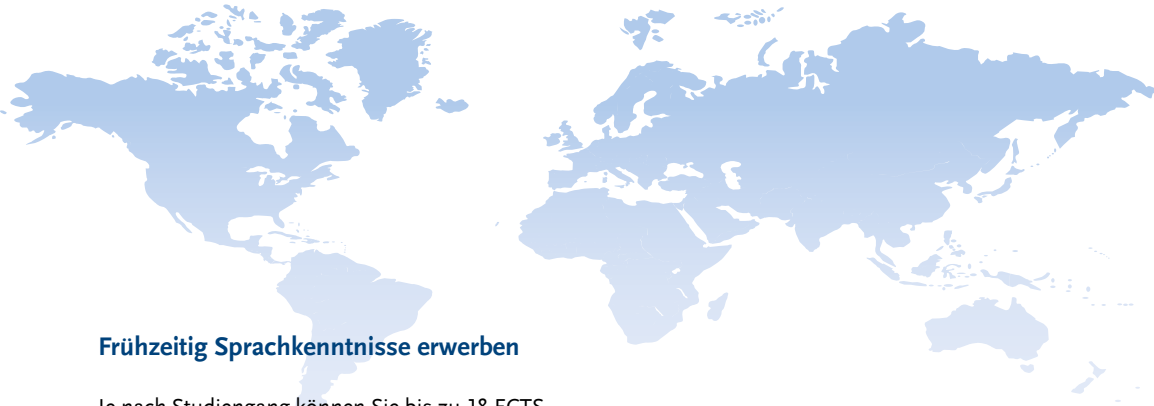 Frühzeitig Sprachkenntnisse erwerben
Je nach Studiengang können Sie bis zu 18 ECTS